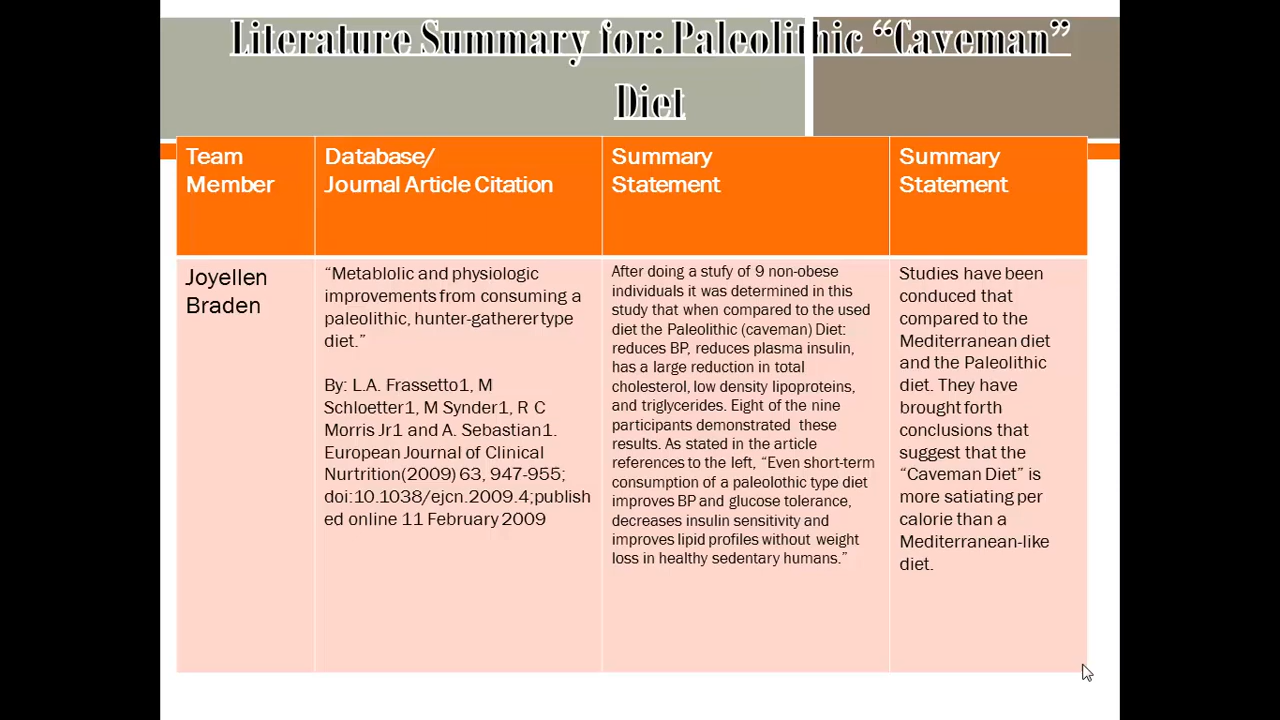 Literature Summary for: Paleolithic “Caveman”
Diet
Team
Member
Database/
Journal Article Citation
Summary
Statement
Summary
Statement
Joyellen
Braden
“Metablolic and physiologic
improvements from consuming a
paleolithic, hunter-gatherer type
diet.”
By: L.A. Frassetto1, M
Schloetter1, M Synder1, R C
Morris Jr1 and A. Sebastian1.
European Journal of Clinical
Nurtrition(2009) 63, 947-955;
doi:10.1038/ejcn.2009.4;publish
ed online 11 February 2009
After doing a stufy of 9 non-obese
individuals it was determined in this
study that when compared to the used
diet the Paleolithic (caveman) Diet:
reduces BP, reduces plasma insulin,
has a large reduction in total
cholesterol, low density lipoproteins,
and triglycerides. Eight of the nine
participants demonstrated these
results. As stated in the article
references to the left, “Even short-term
consumption of a paleolothic type diet
improves BP and glucose tolerance,
decreases insulin sensitivity and
improves lipid profiles without weight
loss in healthy sedentary humans.”
Studies have been
conduced that
compared to the
Mediterranean diet
and the Paleolithic
diet. They have
brought forth
conclusions that
suggest that the
“Caveman Diet” is
more satiating per
calorie than a
Mediterranean-like
diet.